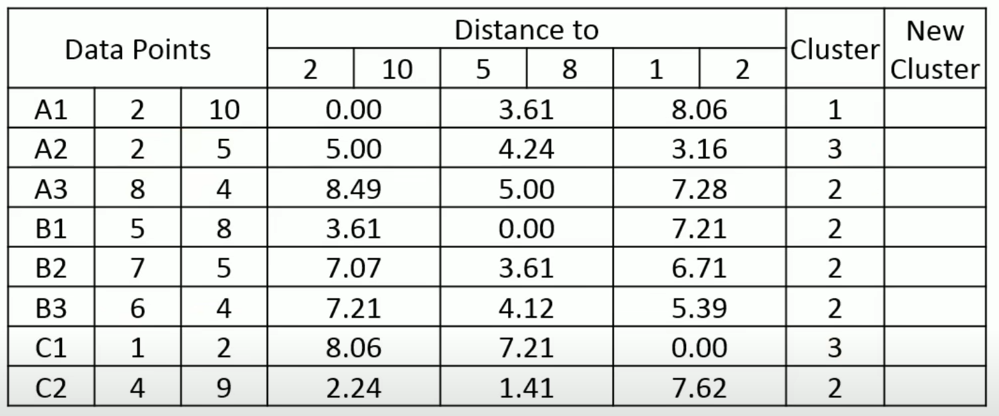 Data Points Distance to Cluster New Cluster
2 10 5 8 1 2
A1 2 10 0.00 3.61 8.06 1
A2 2 5 5.00 4.24 3.16 3
A3 8 4 8.49 5.00 7.28 2
B1 5 8 3.61 0.00 7.21 2
B2 7 5 7.07 3.61 6.71 2
B3 6 4 7.21 4.12 5.39 2
C1 1 2 8.06 7.21 0.00 3
C2 4 9 2.24 1.41 7.62 2